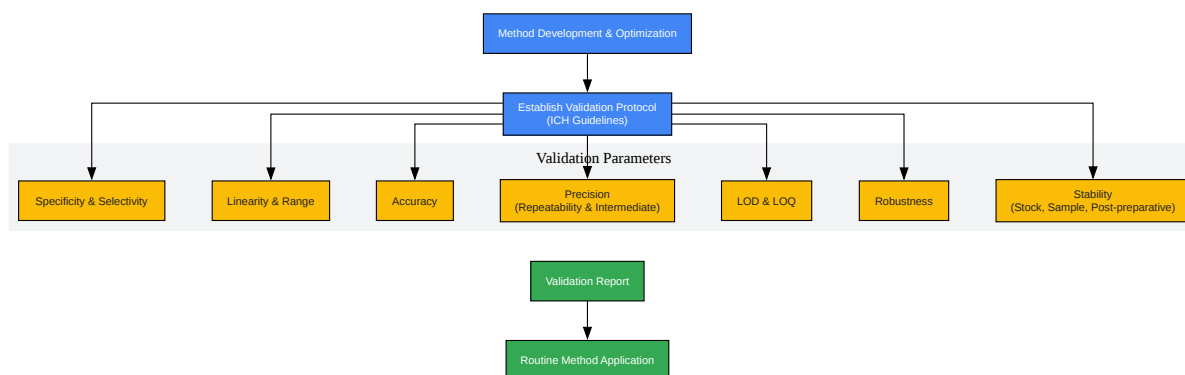 Method Development & Optimization
Establish Validation Protocol
(ICH Guidelines)
Validation Parameters
Specificity & Selectivity
Linearity & Range
Accuracy
Precision
(Repeatability & Intermediate)
LOD & LOQ
Robustness
Stability
(Stock, Sample, Post-preparative)
Validation Report
Routine Method Application